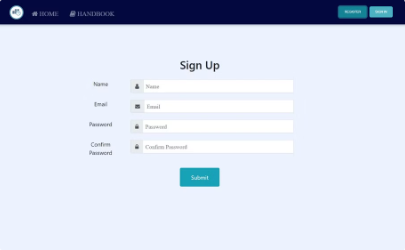 HOME
HANDBOOK
REGISTER
SIGN IN
Sign Up
Name
Name
Email
Email
Password
Password
Confirm
Password
Confirm Password
Submit